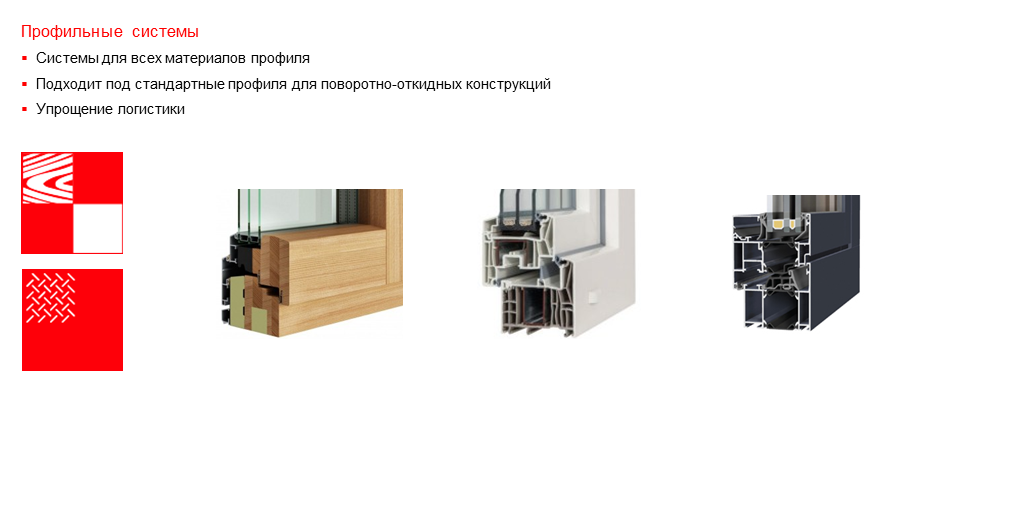 Профильные системы
Системы для всех материалов профиля
Подходит под стандартные профиля для поворотно-откидных конструкций
Упрощение логистики